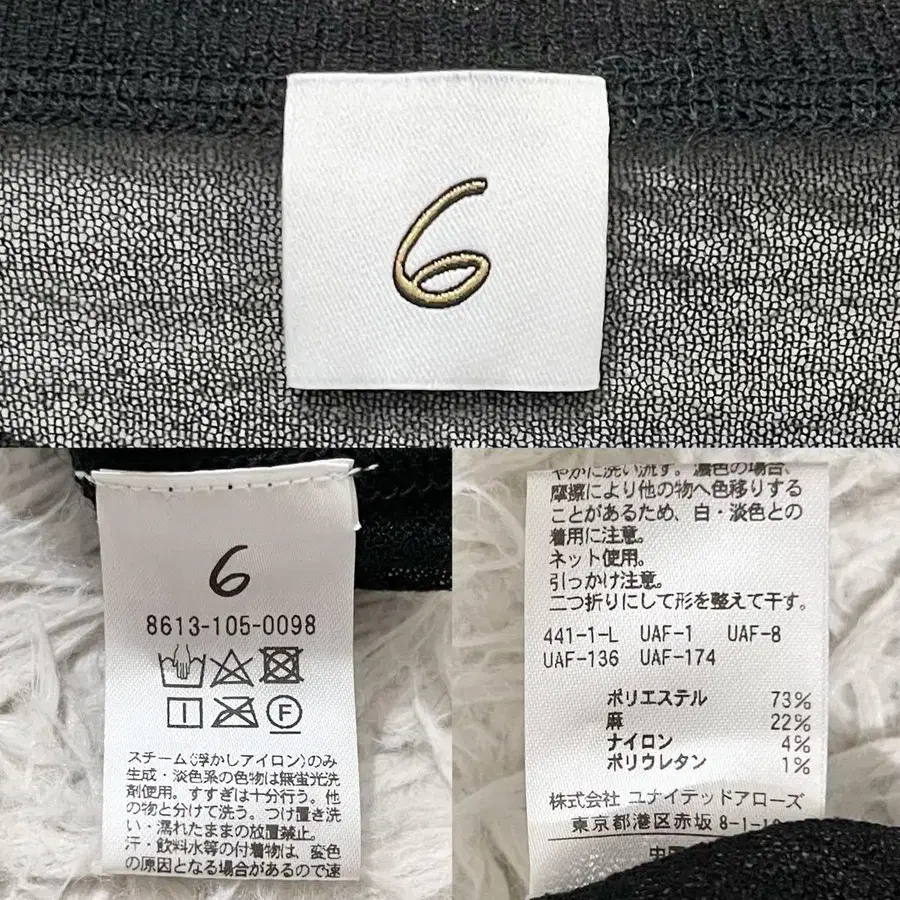 6
6
8613-105-0098
F
スチーム(浮かしアイロン)のみ
生成・淡色系の色物は無蛍光洗
剤使用。すすぎは十分行う。他
の物と分けて洗う。つけ置き洗
い・濡れたままの放置禁止。
汗・飲料水等の付着物は、変色
の原因となる場合があるので速
やかに洗い流す。濃色の場合、
摩擦により他の物へ色移りする
ことがあるため、白・淡色との
着用に注意。
ネット使用。
引っかけ注意。
二つ折りにして形を整えて干す。
441-1-L UAF-1 UAF-8
UAF-136 UAF-174
ポリエステル 73%
麻 22%
ナイロン 4%
ポリウレタン 1%
株式会社 ユナイテッドアローズ
東京都港区赤坂 8-1-1